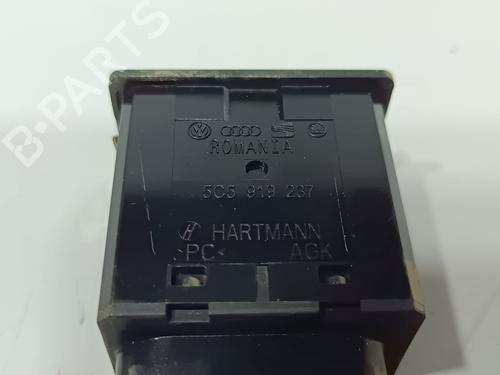 ROMANIA
5C5 919 237
HARTMANN
PC AGK
B-PARTS